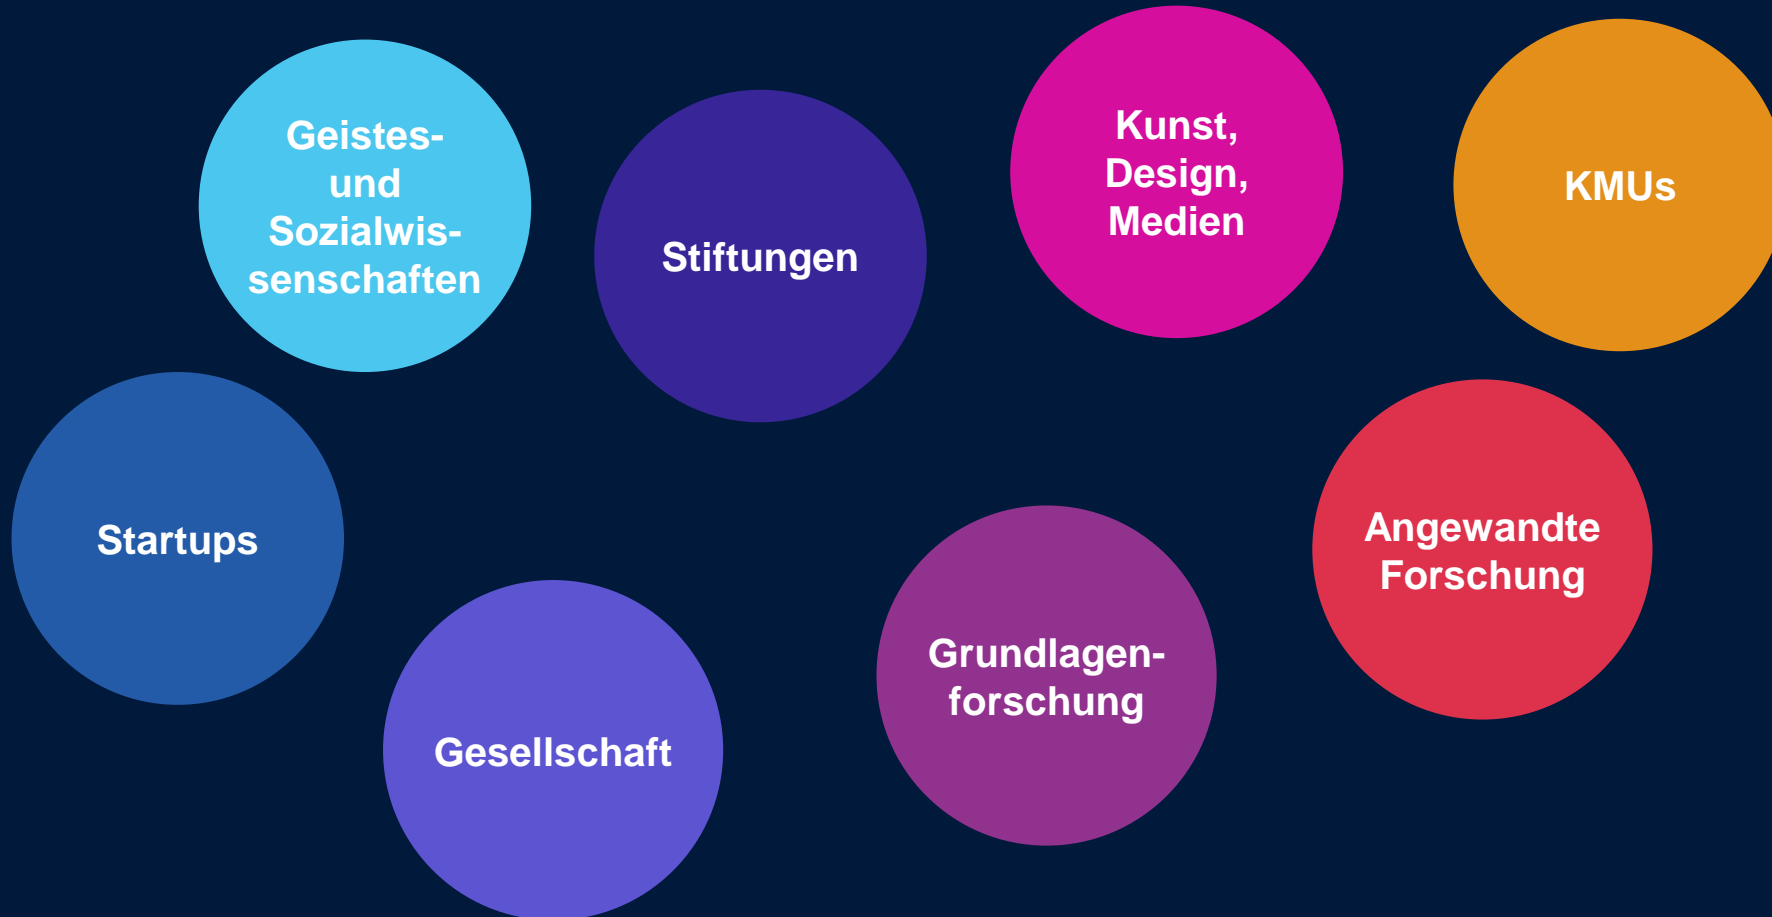 Geistes-
und
Sozialwis-
senschaften
Stiftungen
Kunst,
Design,
Medien
KMUs
Startups
Gesellschaft
Grundlagen-
forschung
Angewandte
Forschung